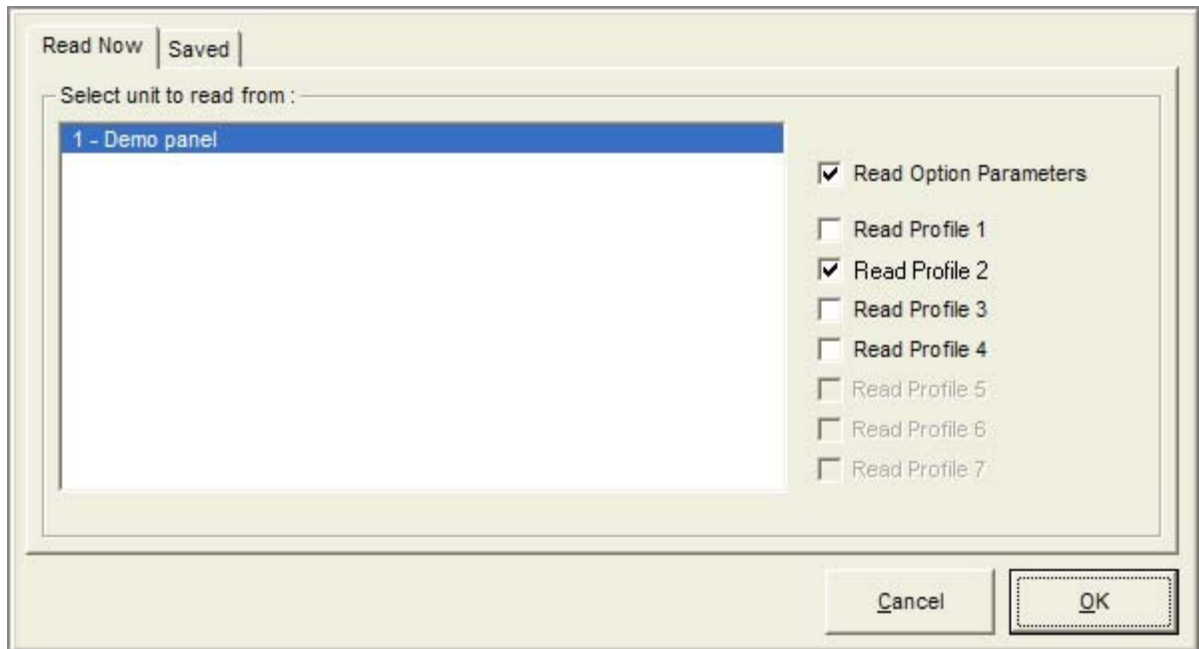 Read Now Saved
Select unit to read from :
1 - Demo panel
Read Option Parameters
Read Profile 1
Read Profile 2
Read Profile 3
Read Profile 4
Read Profile 5
Read Profile 6
Read Profile 7
Cancel OK